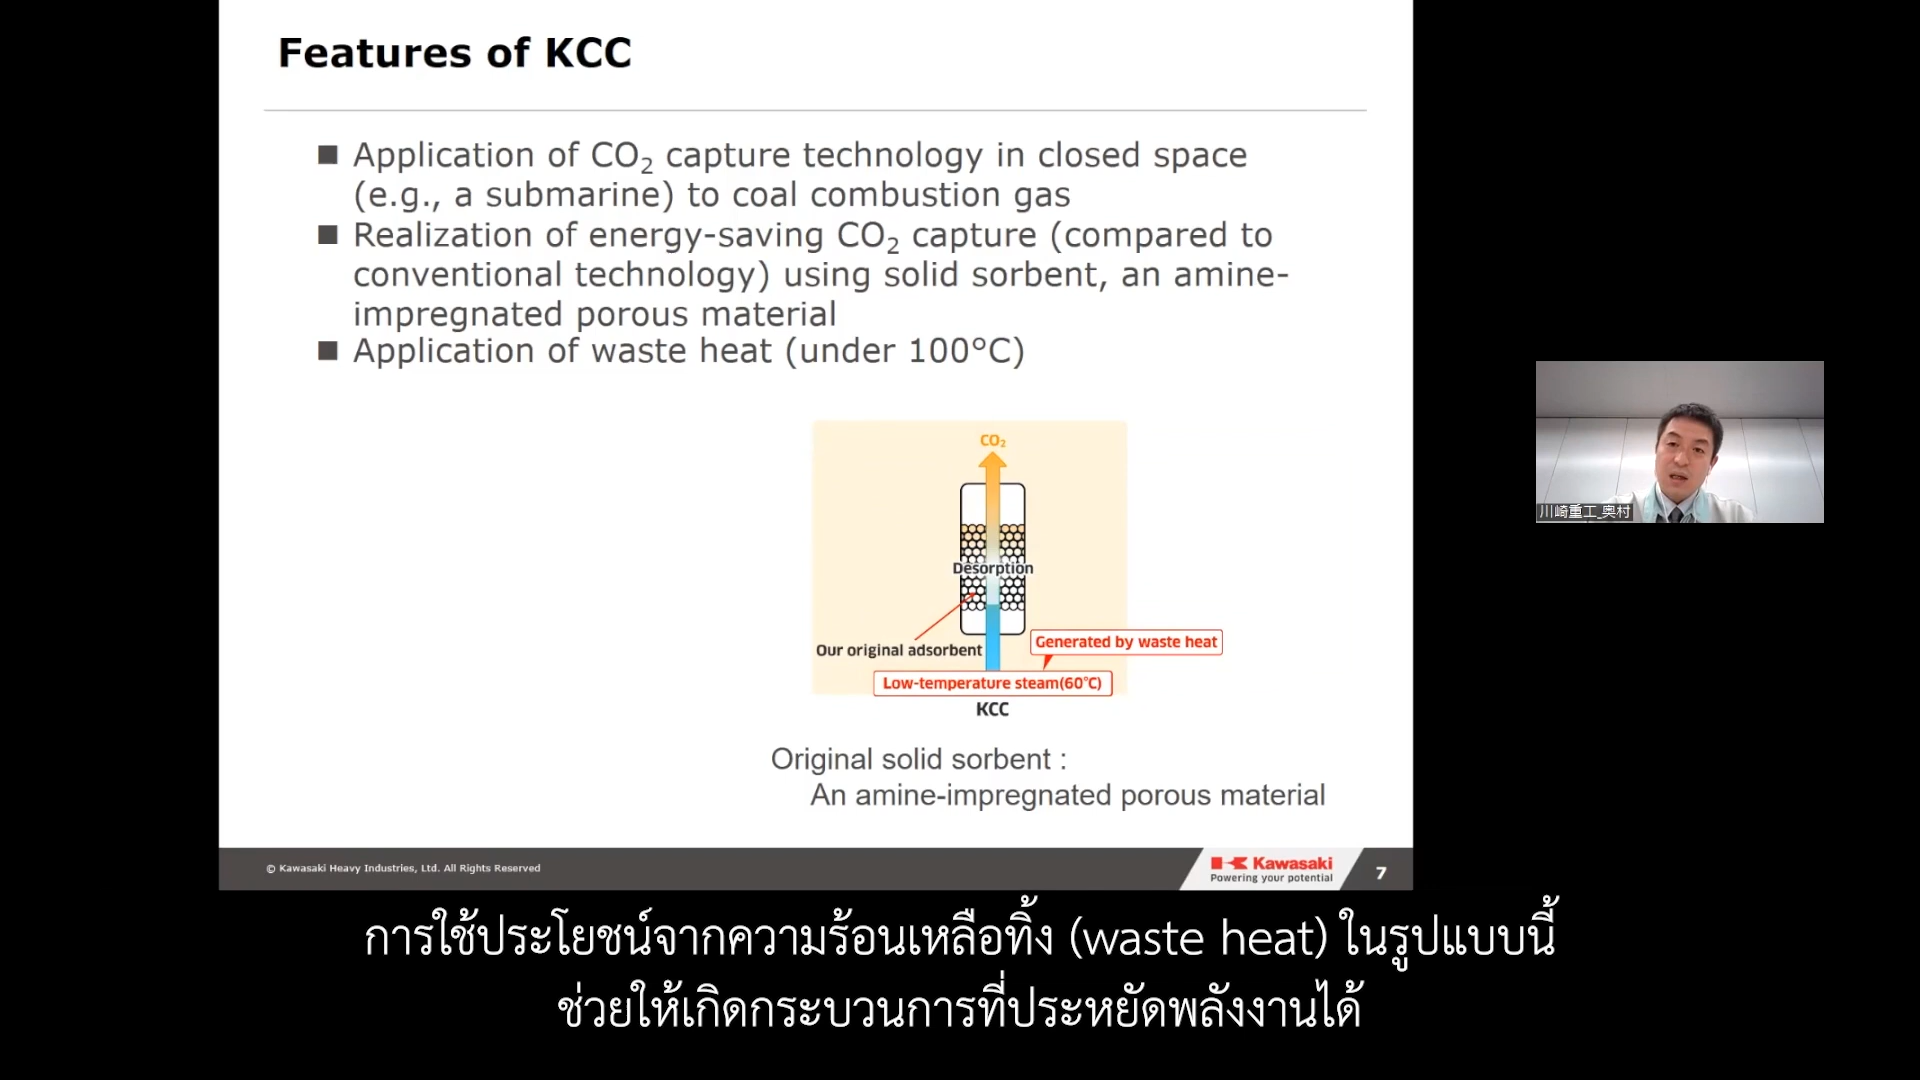 Features of KCC
■ Application of CO₂ capture technology in closed space
(e.g., a submarine) to coal combustion gas
■ Realization of energy-saving CO₂ capture (compared to
conventional technology) using solid sorbent, an amine-
impregnated porous material
■ Application of waste heat (under 100°C)
CO₂
Desorption
Our original adsorbent
Generated by waste heat
Low-temperature steam(60℃)
KCC
Original solid sorbent :
An amine-impregnated porous material
川崎重工_奥村
© Kawasaki Heavy Industries, Ltd. All Rights Reserved
Kawasaki
Powering your potential
7
การใช้ประโยชน์จากความร้อนเหลือทิ้ง (waste heat) ในรูปแบบนี้
ช่วยให้เกิดกระบวนการที่ประหยัดพลังงานได้